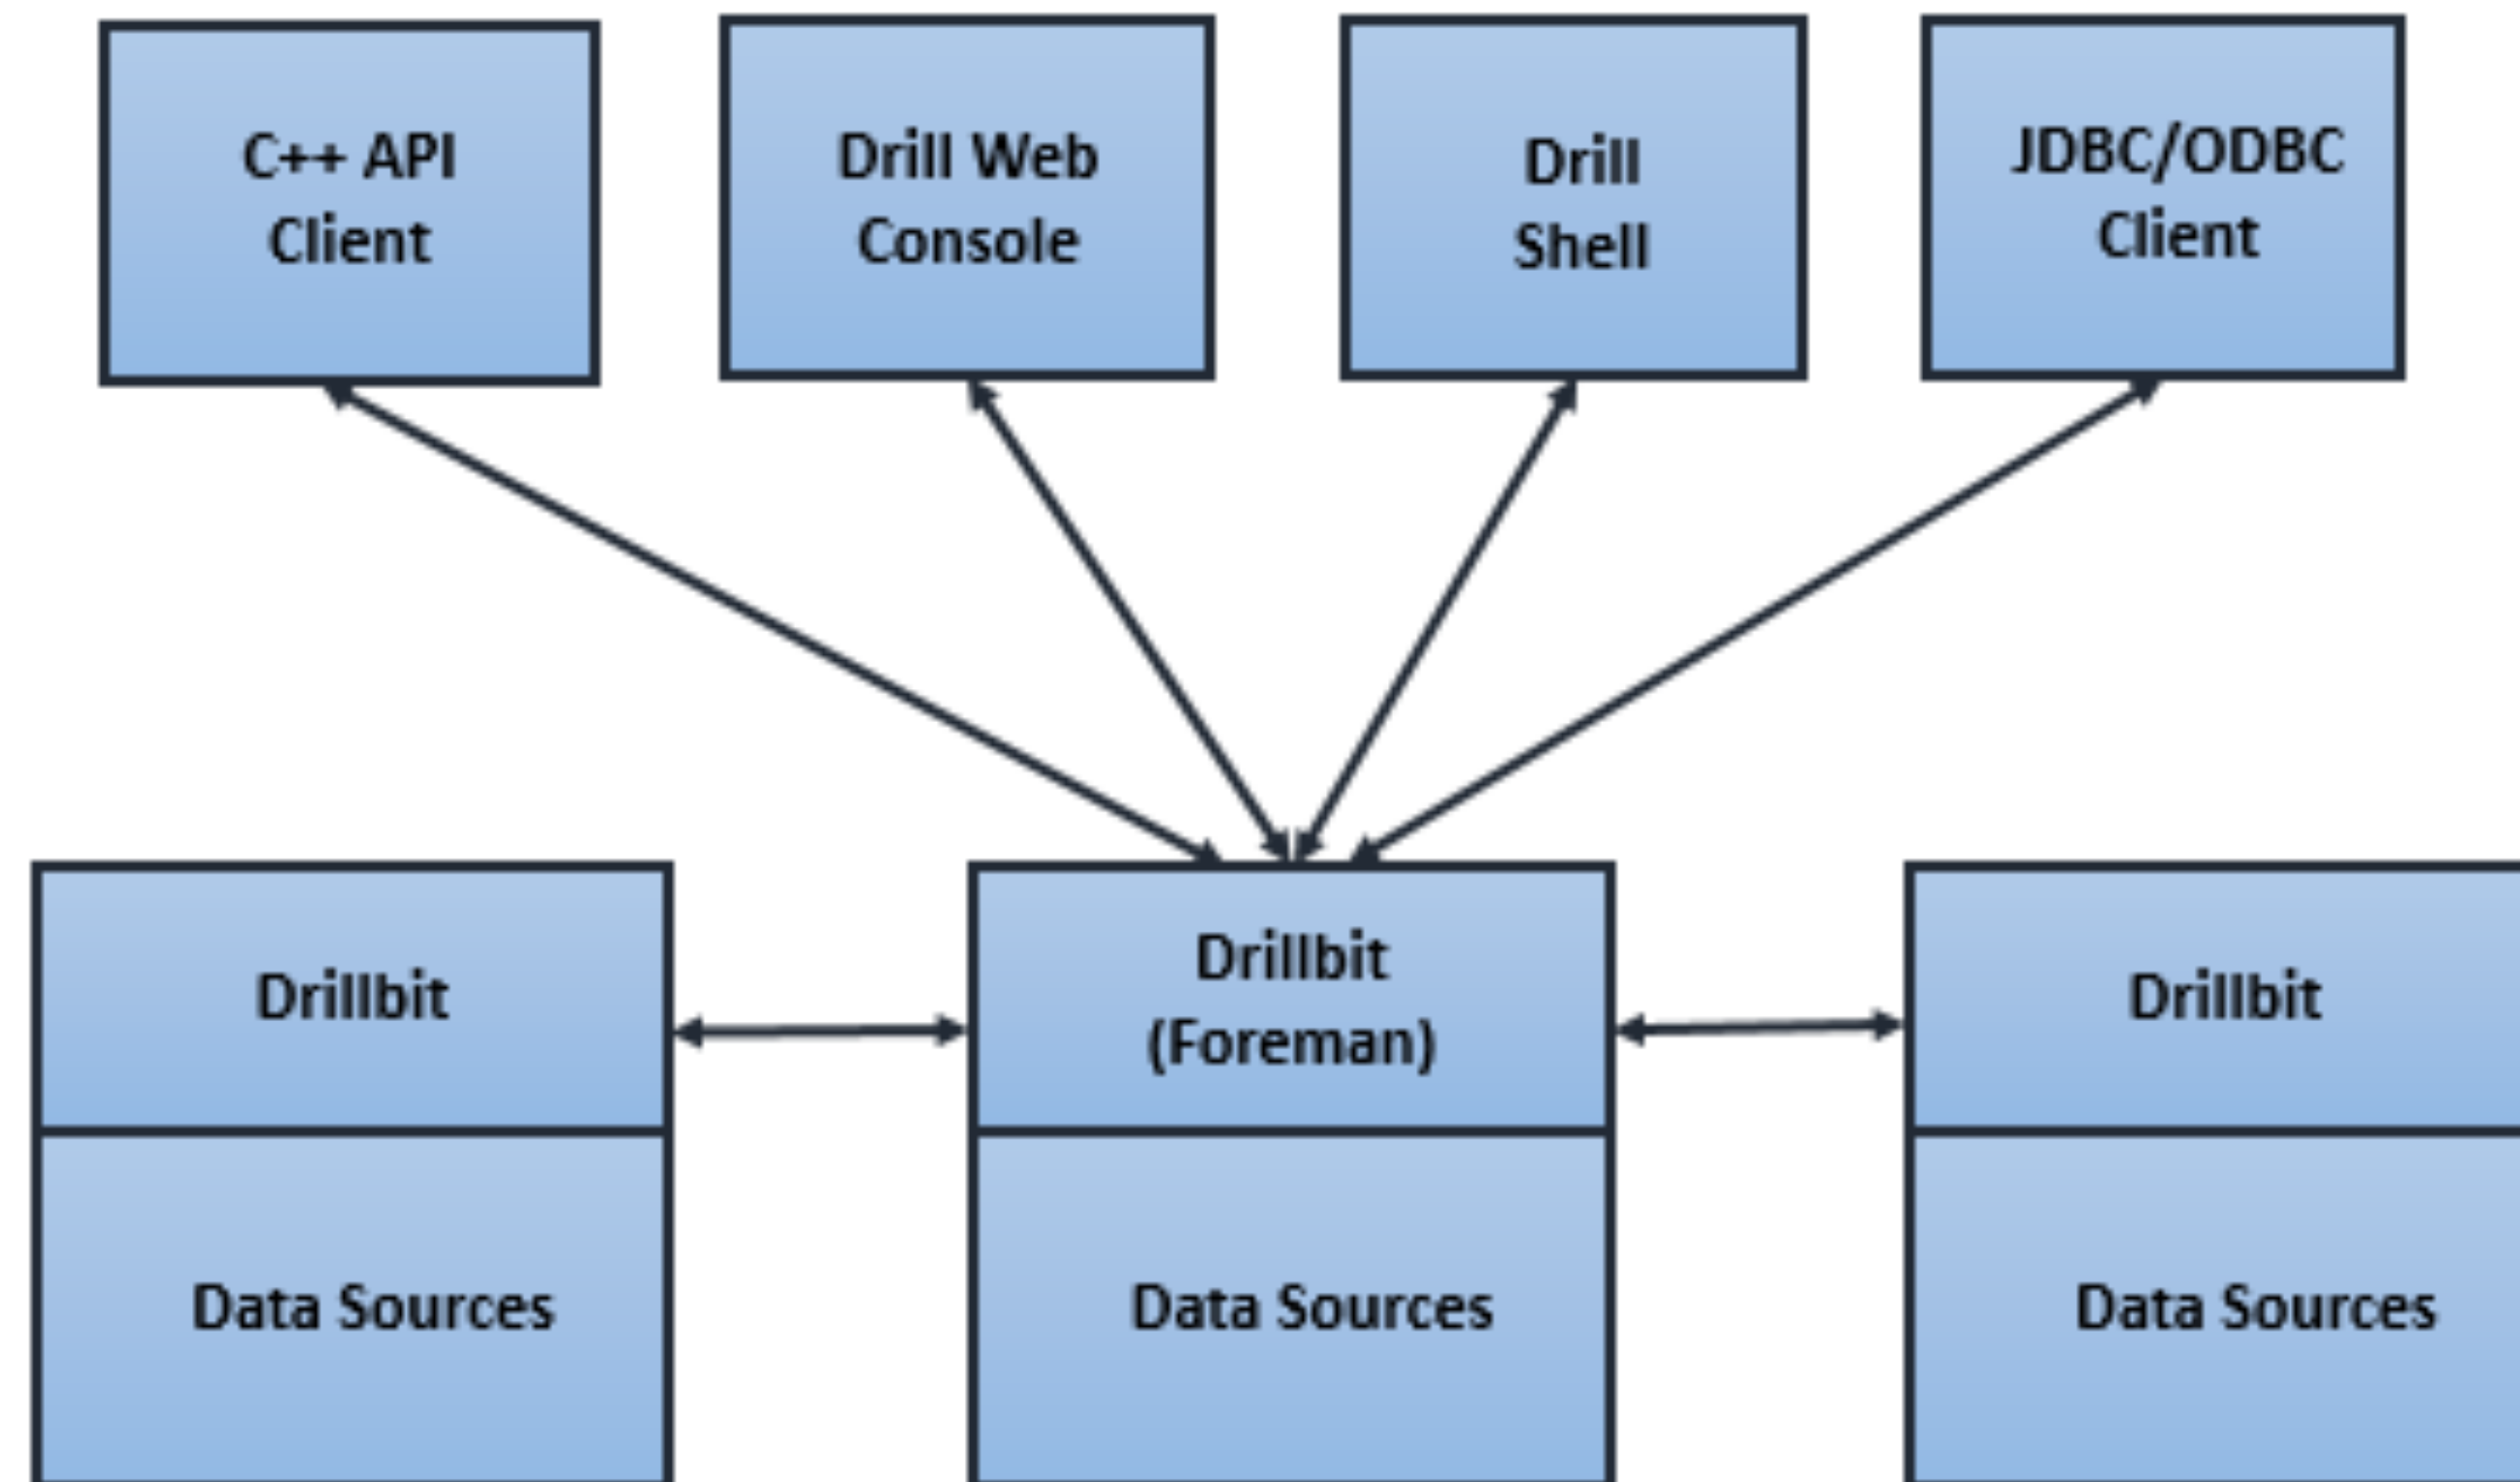 C++ API
Client
Drill Web
Console
Drill
Shell
JDBC/ODBC
Client
Drillbit
Drillbit
(Foreman)
Drillbit
Data Sources
Data Sources
Data Sources